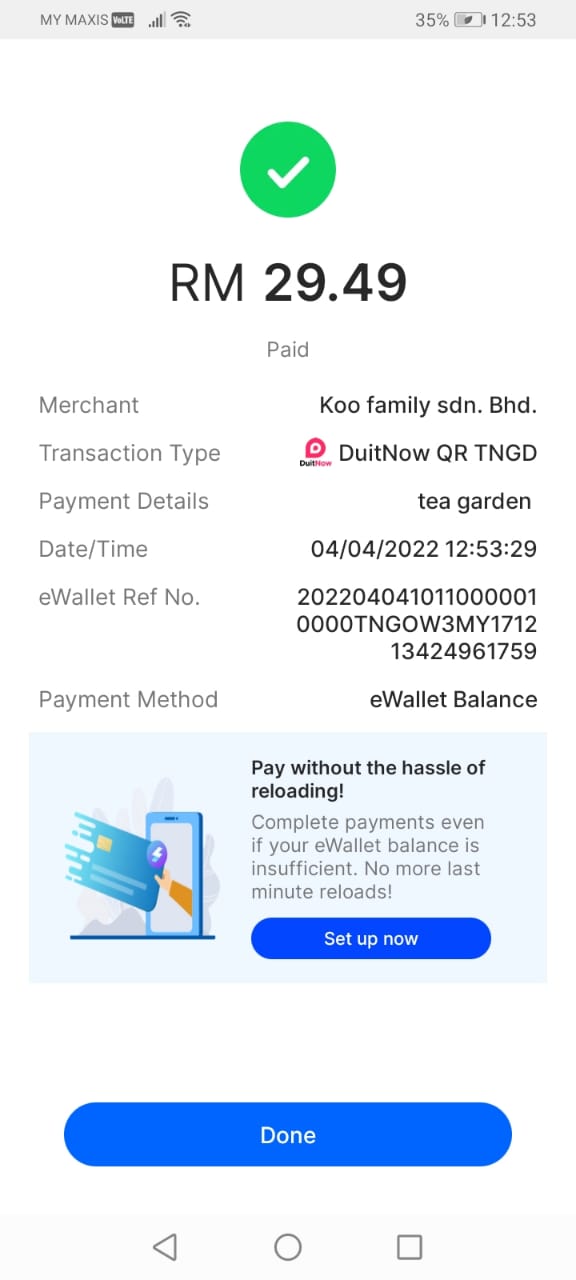 MY MAXIS VoLTE 35% 12:53
RM 29.49
Paid
Merchant Koo family sdn. Bhd.
Transaction Type DuitNow DuitNow QR TNGD
Payment Details tea garden
Date/Time 04/04/2022 12:53:29
eWallet Ref No. 202204041011000001
0000TNGOW3MY1712
13424961759
Payment Method eWallet Balance
Pay without the hassle of
reloading!
Complete payments even
if your eWallet balance is
insufficient. No more last
minute reloads!
Set up now
Done